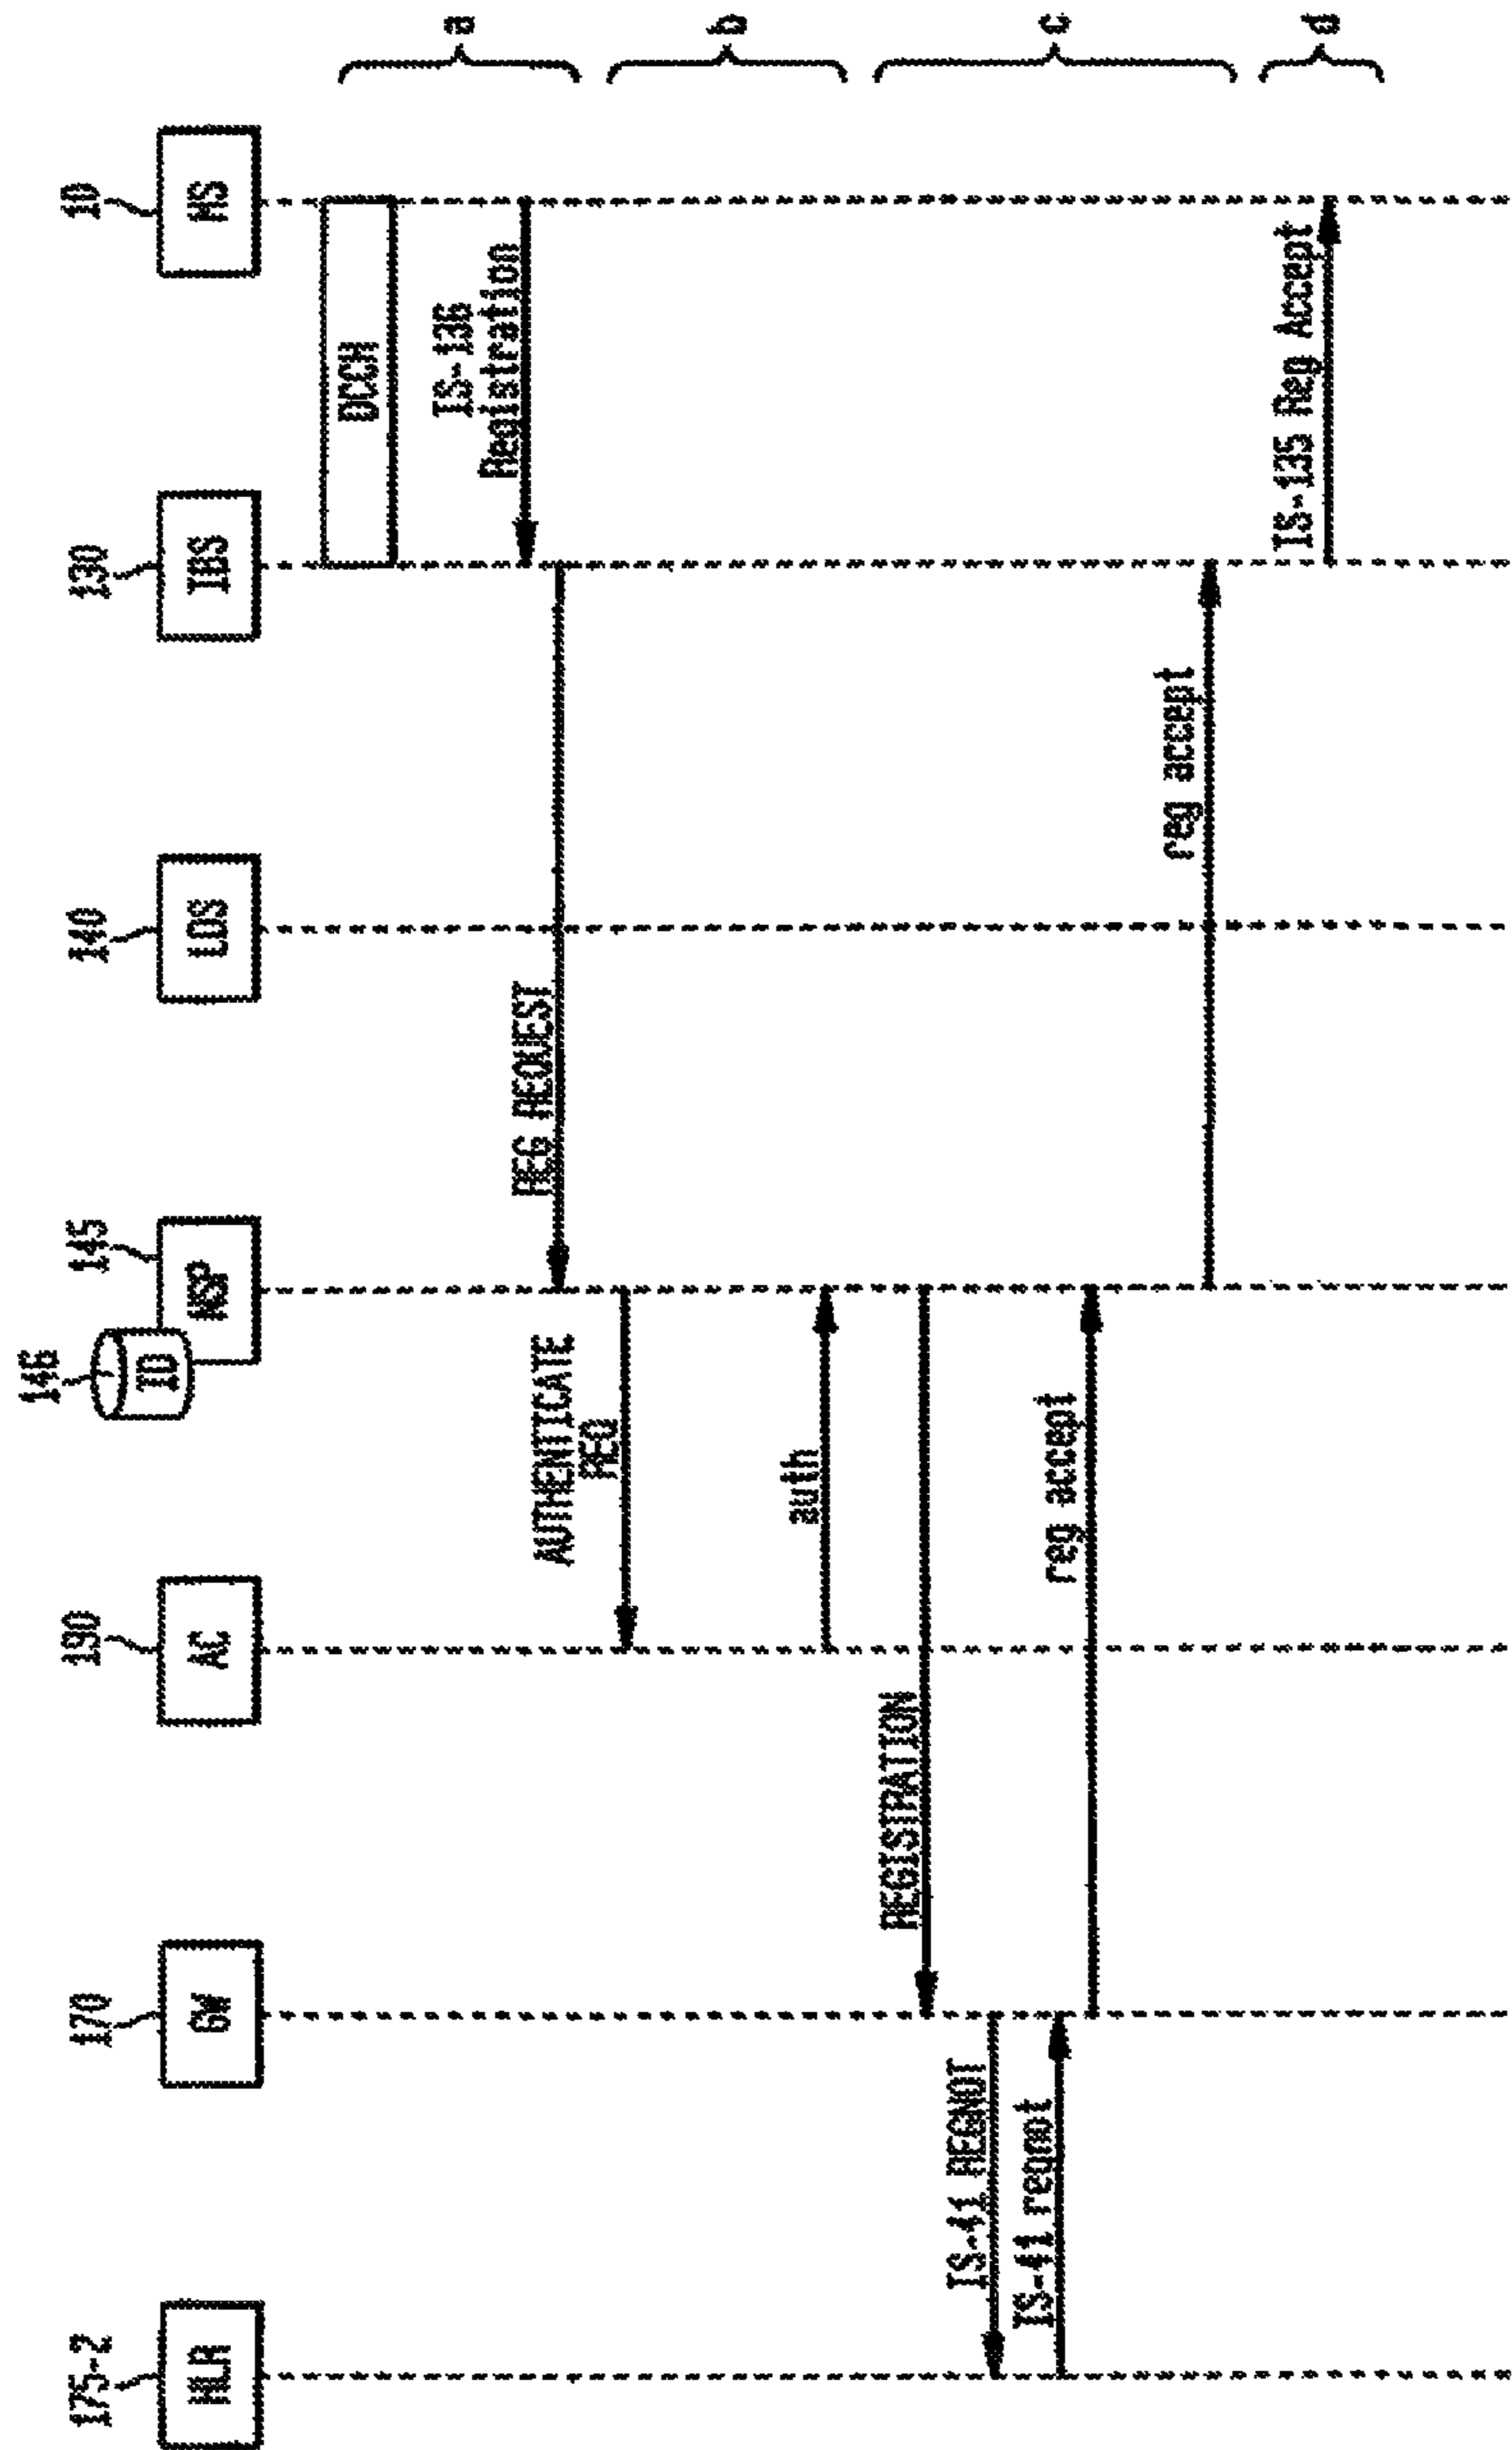 146
175-2
170
190
145
140
130
10
HLR
GW
AC
ID
NSP
LDS
IBS
MS
DCCH
IS-136
Registration
a
REG REQUEST
AUTHENTICATE
REQ
b
auth
REGISTRATION
IS-41 REGNOT
IS-41 regnot
reg accept
c
reg accept
IS-135 Reg Accept
d